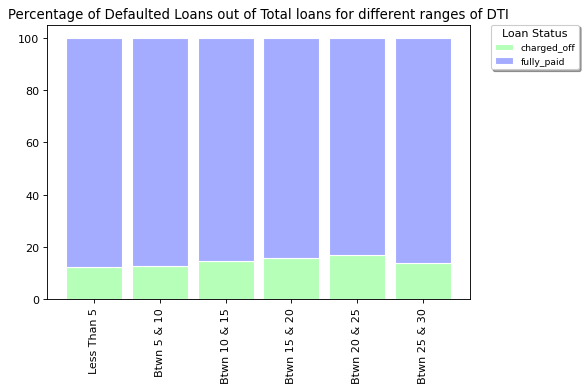 Percentage of Defaulted Loans out of Total loans for different ranges of DTI
Loan Status
charged_off
fully_paid
100
80
60
40
20
0
Less Than 5
Btwn 5 & 10
Btwn 10 & 15
Btwn 15 & 20
Btwn 20 & 25
Btwn 25 & 30